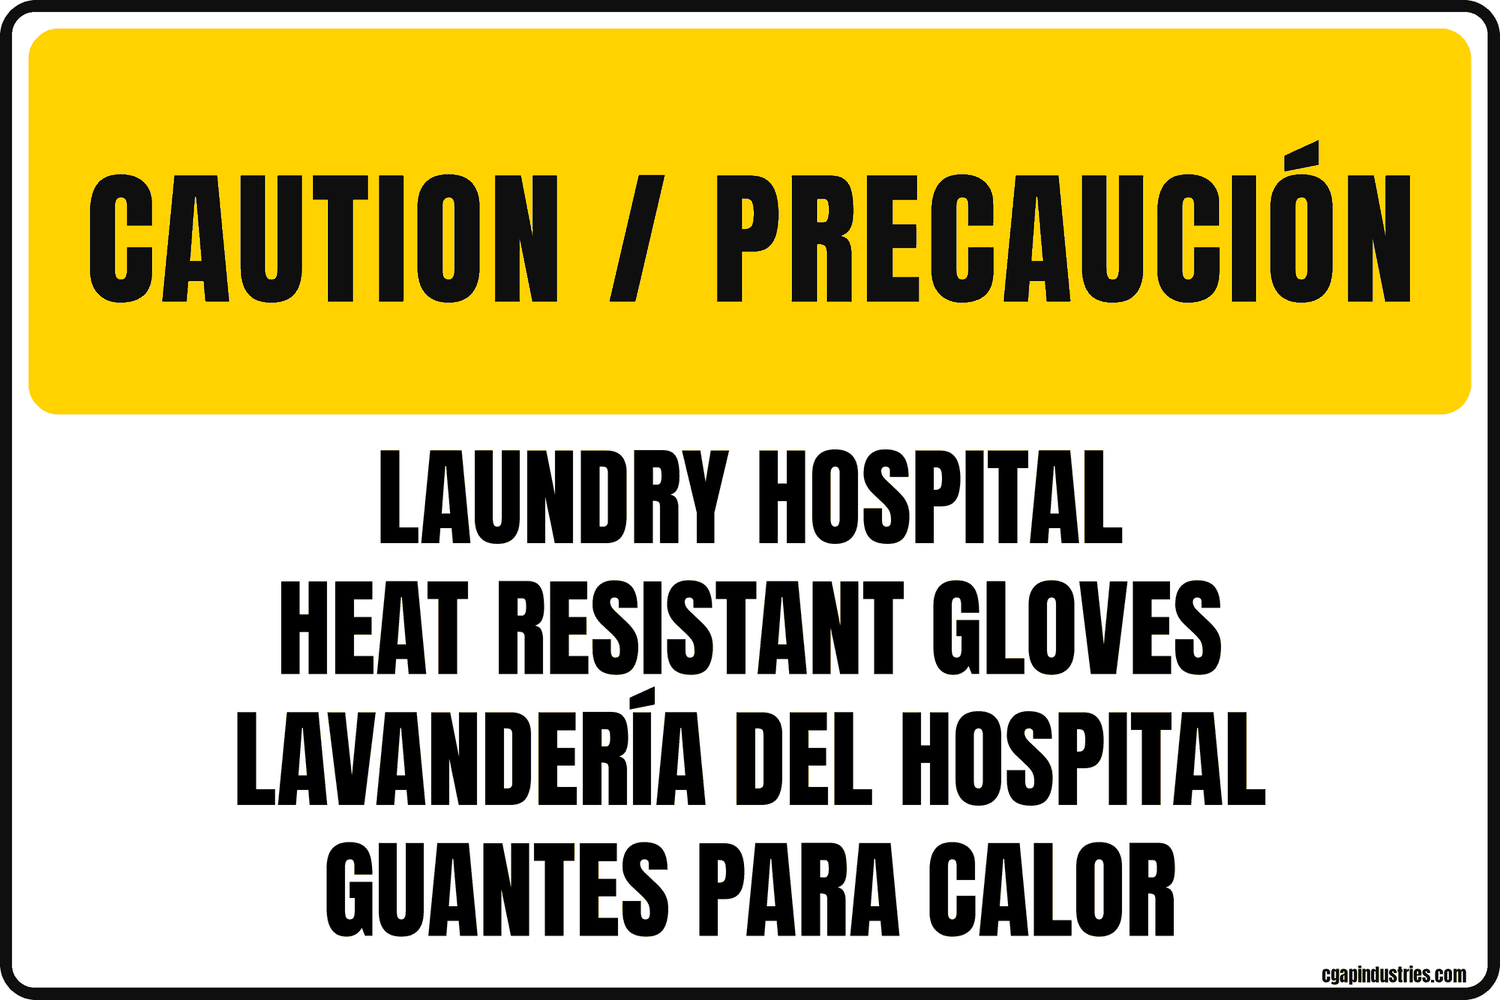 CAUTION / PRECAUCIÓN
LAUNDRY HOSPITAL
HEAT RESISTANT GLOVES
LAVANDERÍA DEL HOSPITAL
GUANTES PARA CALOR
cgapindustries.com